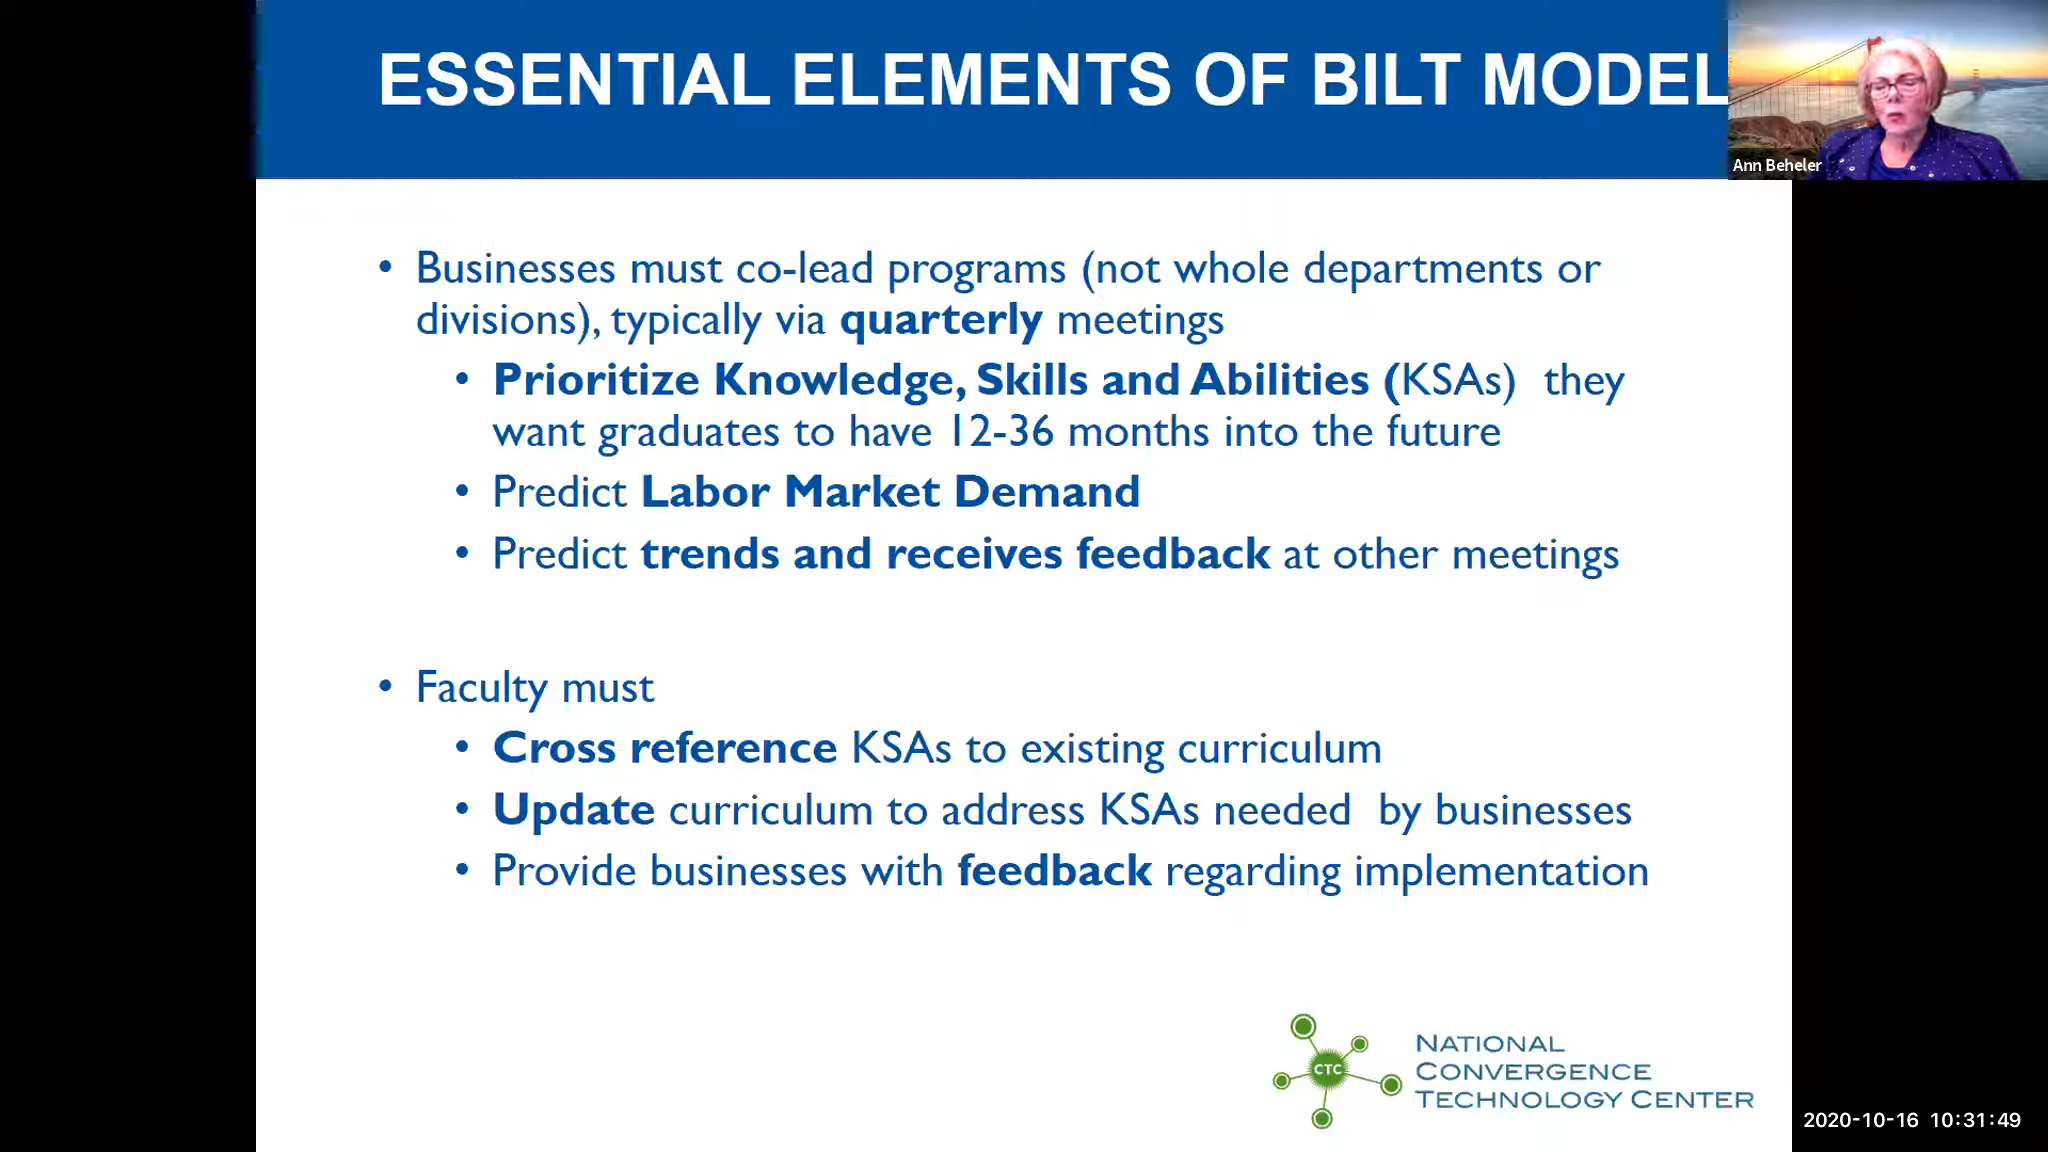 ESSENTIAL ELEMENTS OF BILT MODEL
Ann Beheler
• Businesses must co-lead programs (not whole departments or
divisions), typically via quarterly meetings
• Prioritize Knowledge, Skills and Abilities (KSAs)  they
want graduates to have 12-36 months into the future
• Predict Labor Market Demand
• Predict trends and receives feedback at other meetings
• Faculty must
• Cross reference KSAs to existing curriculum
• Update curriculum to address KSAs needed  by businesses
• Provide businesses with feedback regarding implementation
CTC
NATIONAL
CONVERGENCE
TECHNOLOGY CENTER
2020-10-16 10:31:49